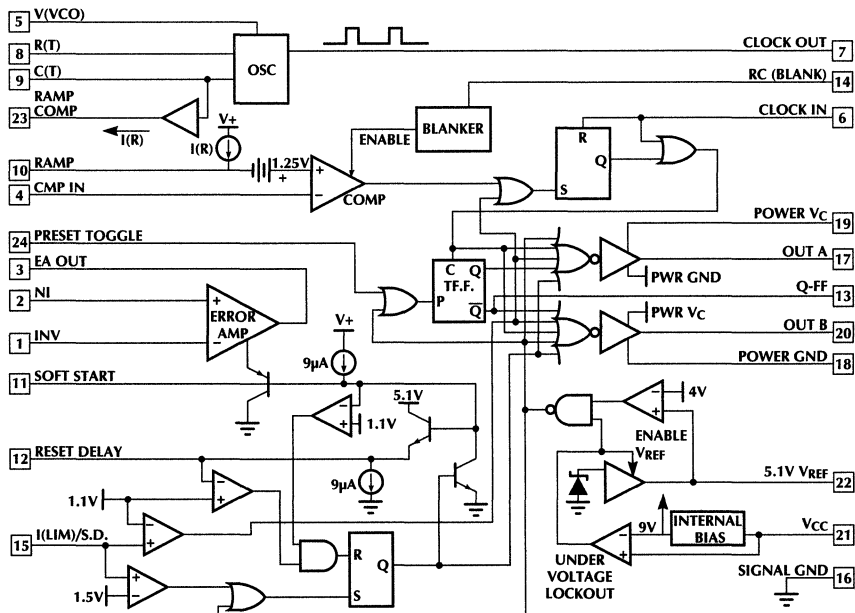 5 V(VCO)
8 R(T)
9 C(T)
RAMP
23 COMP
I(R)
V+
I(R)
10 RAMP
1.25V
+
4 CMP IN
+
−
COMP
ENABLE
BLANKER
OSC
CLOCK OUT 7
RC (BLANK) 14
CLOCK IN 6
R
Q
S
24 PRESET TOGGLE
3 EA OUT
2 NI
1 INV
+
ERROR
AMP
−
C Q
T F.F.
P
Q
POWER VC 19
OUT A 17
PWR GND
Q-FF 13
PWR VC
OUT B 20
POWER GND 18
V+
9µA
11 SOFT START
−
+
1.1V
5.1V
12 RESET DELAY
9µA
1.1V
−
+
−
+
15 I(LIM)/S.D.
+
−
1.5V
R
Q
S
−
+
4V
ENABLE
VREF
5.1V VREF 22
9V
INTERNAL
BIAS
VCC 21
−
+
UNDER
VOLTAGE
LOCKOUT
SIGNAL GND 16